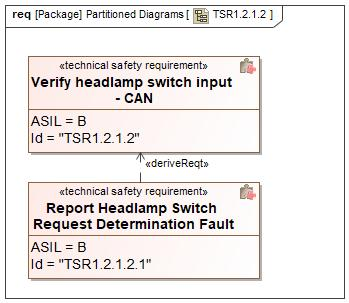 req [Package] Partitioned Diagrams [ TSR1.2.1.2 ]
«technical safety requirement»
Verify headlamp switch input
- CAN
ASIL = B
Id = "TSR1.2.1.2"
«deriveReqt»
«technical safety requirement»
Report Headlamp Switch
Request Determination Fault
ASIL = B
Id = "TSR1.2.1.2.1"